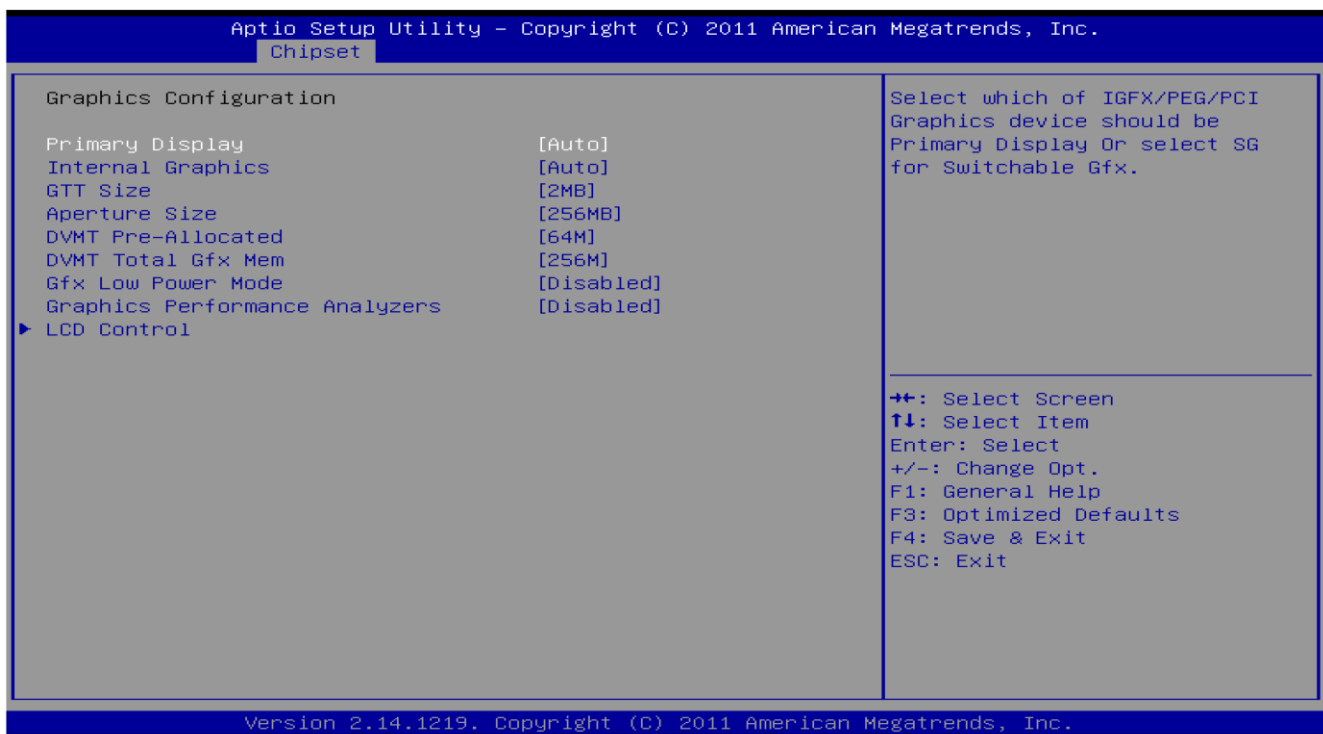 Aptio Setup Utility – Copyright (C) 2011 American Megatrends, Inc.
Chipset
Graphics Configuration
Primary Display [Auto]
Internal Graphics [Auto]
GTT Size [2MB]
Aperture Size [256MB]
DVMT Pre-Allocated [64M]
DVMT Total Gfx Mem [256M]
Gfx Low Power Mode [Disabled]
Graphics Performance Analyzers [Disabled]
► LCD Control
Select which of IGFX/PEG/PCI
Graphics device should be
Primary Display Or select SG
for Switchable Gfx.
→←: Select Screen
↑↓: Select Item
Enter: Select
+/-: Change Opt.
F1: General Help
F3: Optimized Defaults
F4: Save & Exit
ESC: Exit
Version 2.14.1219. Copyright (C) 2011 American Megatrends, Inc.